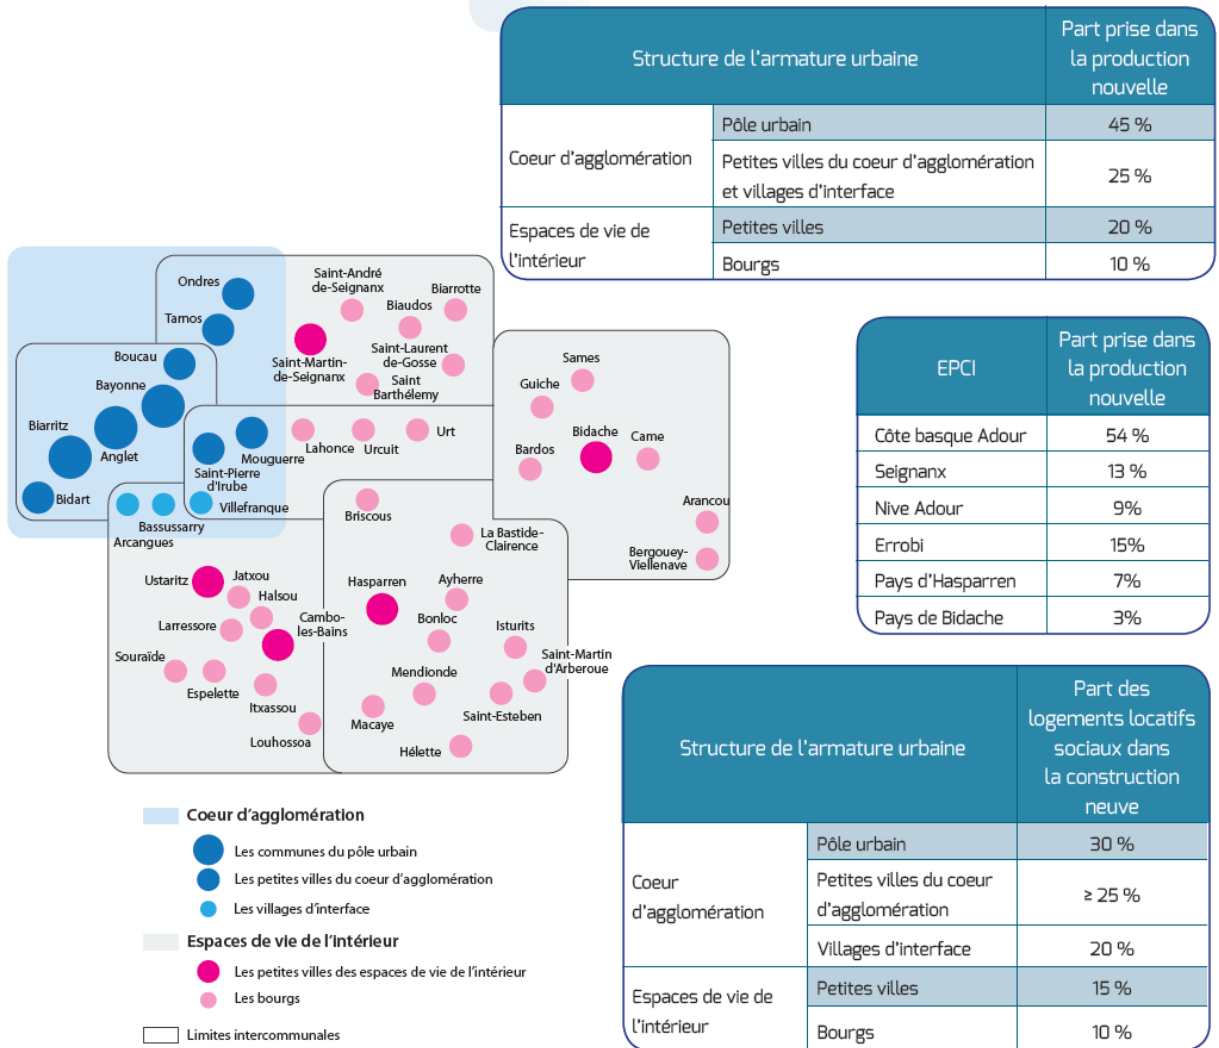 Structure de l'armature urbaine
Part prise dans
la production
nouvelle
Coeur d'agglomération
Pôle urbain
45 %
Petites villes du coeur d'agglomération
et villages d'interface
25 %
Espaces de vie de
l'intérieur
Petites villes
20 %
Bourgs
10 %
Ondres
Tarnos
Boucau
Bayonne
Biarritz
Anglet
Bidart
Saint-André
de-Seignanx
Biaudos
Biarrotte
Saint-Martin-
de-Seignanx
Saint-Laurent
de-Gosse
Saint
Barthélemy
Saint-Pierre
d'Irube
Mouguerre
Lahonce
Urcuit
Urt
Villefranque
Bassussarry
Arcangues
Sames
Guiche
Bidache
Came
Bardos
Arancou
Bergouey-
Viellenave
Briscous
La Bastide-
Clairence
Ustaritz
Jatxou
Halsou
Larressore
Cambo-
les-Bains
Souraïde
Espelette
Itxassou
Louhossoa
Hasparren
Ayherre
Bonloc
Isturits
Saint-Martin
d'Arberoue
Mendionde
Saint-Esteben
Macaye
Hélette
EPCI
Part prise dans
la production
nouvelle
Côte basque Adour
54 %
Seignanx
13 %
Nive Adour
9%
Errobi
15%
Pays d'Hasparren
7%
Pays de Bidache
3%
Structure de l'armature urbaine
Part des
logements locatifs
sociaux dans
la construction
neuve
Coeur
d'agglomération
Pôle urbain
30 %
Petites villes du coeur
d'agglomération
≥ 25 %
Villages d'interface
20 %
Espaces de vie de
l'intérieur
Petites villes
15 %
Bourgs
10 %
Coeur d'agglomération
Les communes du pôle urbain
Les petites villes du coeur d'agglomération
Les villages d'interface
Espaces de vie de l'intérieur
Les petites villes des espaces de vie de l'intérieur
Les bourgs
Limites intercommunales